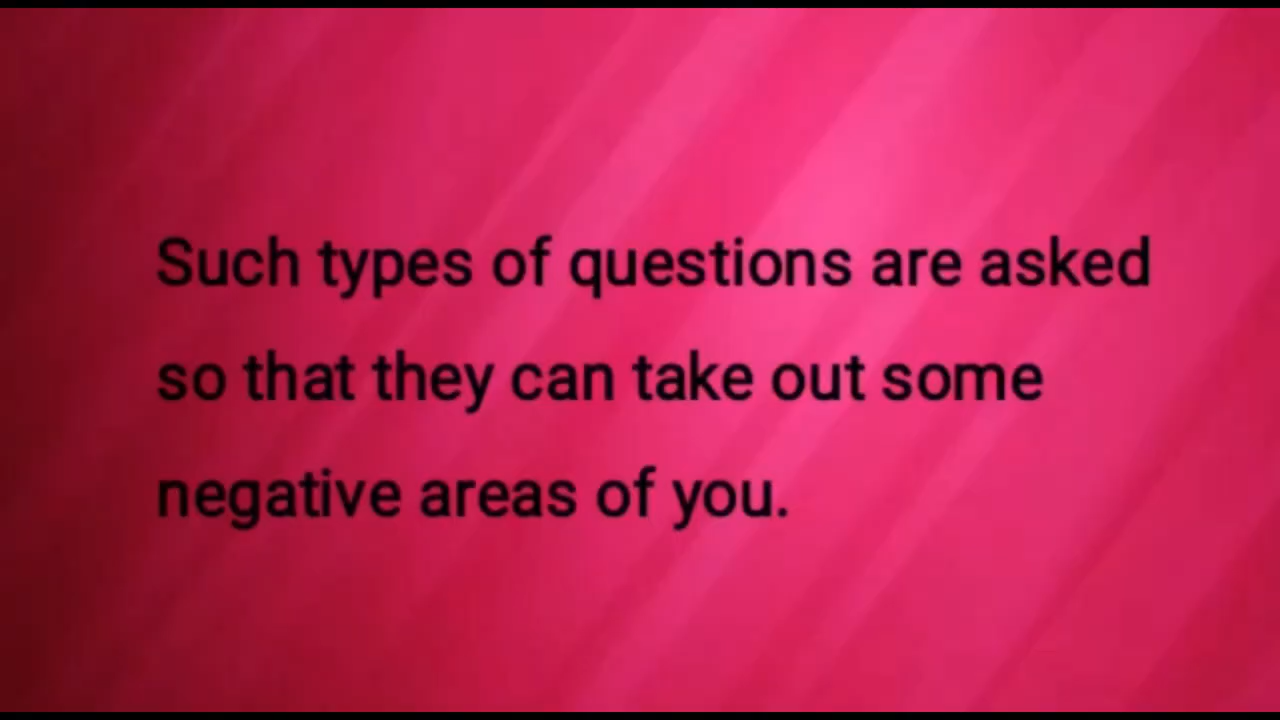 Such types of questions are asked
so that they can take out some
negative areas of you.